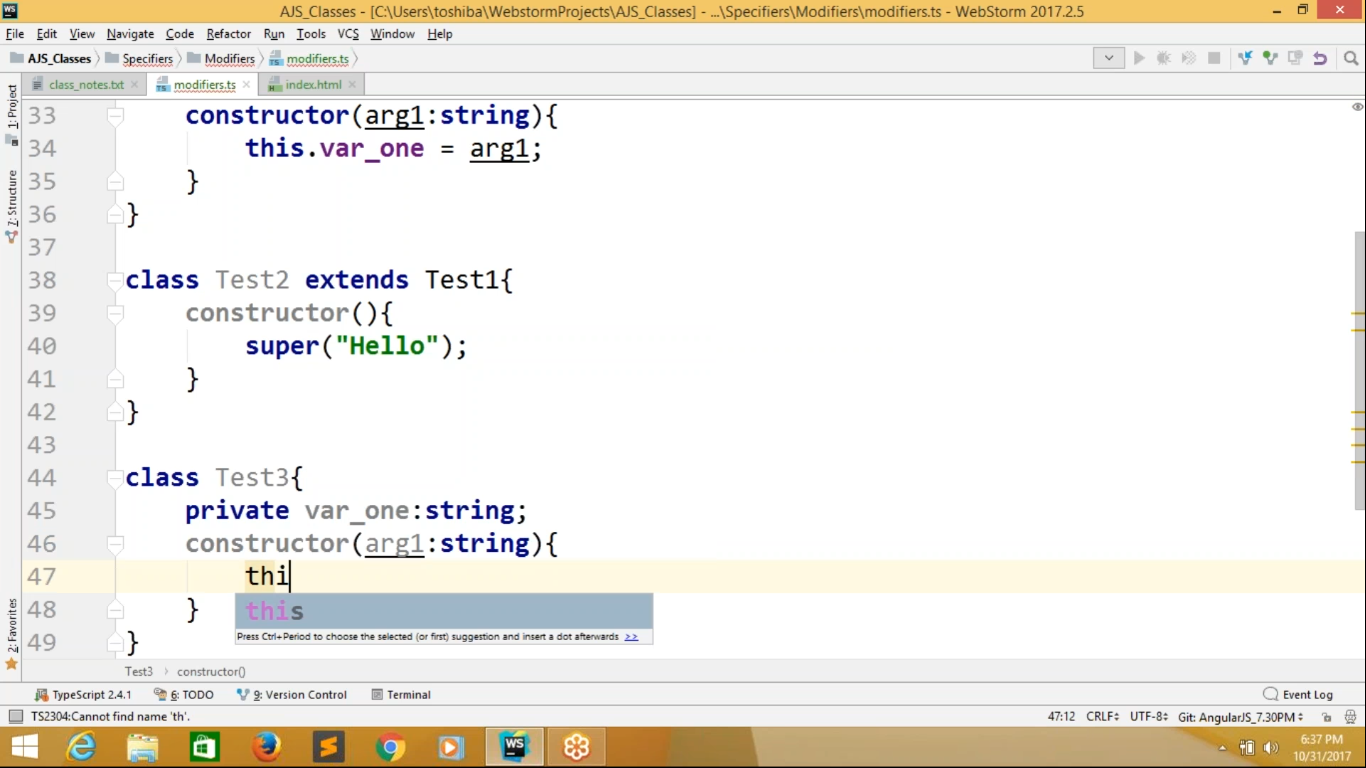 WS AJS_Classes - [C:\Users\toshiba\WebstormProjects\AJS_Classes] - ...\Specifiers\Modifiers\modifiers.ts - WebStorm 2017.2.5
File Edit View Navigate Code Refactor Run Tools VCS Window Help
AJS_Classes Specifiers Modifiers modifiers.ts
class_notes.txt modifiers.ts index.html
1: Project
7: Structure
2: Favorites
33 constructor(arg1:string){
34 this.var_one = arg1;
35 }
36 }
37
38 class Test2 extends Test1{
39 constructor(){
40 super("Hello");
41 }
42 }
43
44 class Test3{
45 private var_one:string;
46 constructor(arg1:string){
47 thi
48 } this
Press Ctrl+Period to choose the selected (or first) suggestion and insert a dot afterwards >>
49 }
Test3 constructor()
TypeScript 2.4.1 6: TODO 9: Version Control Terminal Event Log
TS2304:Cannot find name 'th'. 47:12 CRLF UTF-8 Git: AngularJS_7.30PM
WS
6:37 PM
10/31/2017